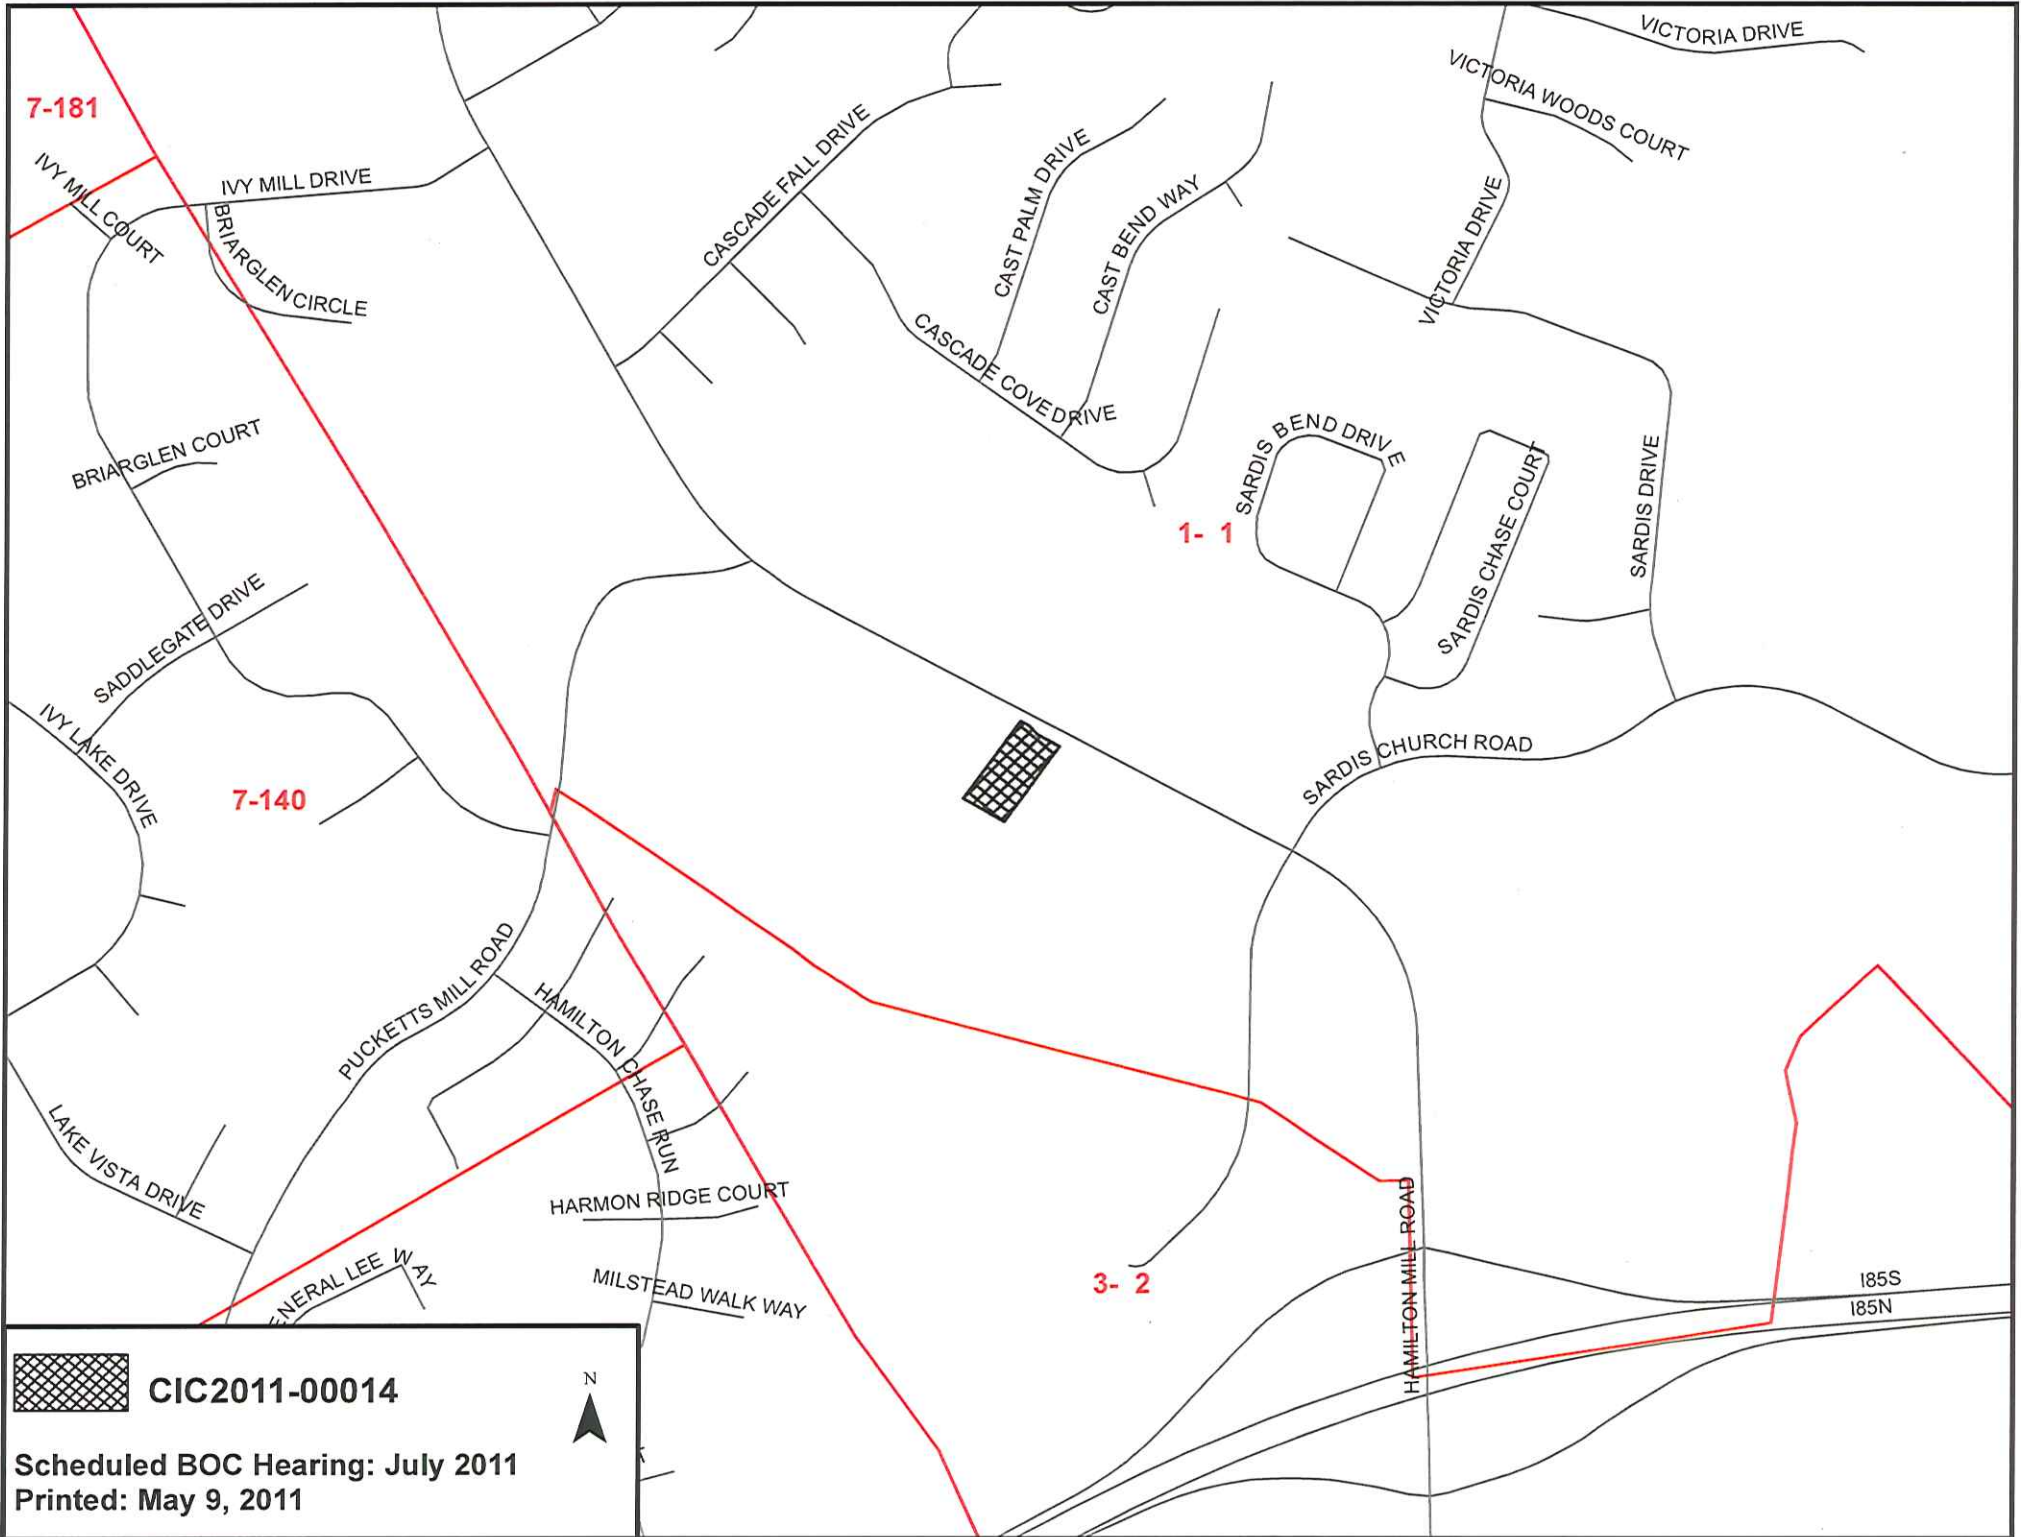 VICTORIA DRIVE
VICTORIA WOODS COURT
7-181
IVY MILL COURT
IVY MILL DRIVE
BRIARGLEN CIRCLE
CASCADE FALL DRIVE
CAST PALM DRIVE
CAST BEND WAY
VICTORIA DRIVE
CASCADE COVE DRIVE
BRIARGLEN COURT
SARDIS BEND DRIVE
SARDIS CHASE COURT
SARDIS DRIVE
1- 1
SADDLEGATE DRIVE
IVY LAKE DRIVE
7-140
SARDIS CHURCH ROAD
PUCKETTS MILL ROAD
HAMILTON CHASE RUN
LAKE VISTA DRIVE
HARMON RIDGE COURT
HAMILTON MILL ROAD
ENERAL LEE WAY
MILSTEAD WALK WAY
3- 2
I85S
I85N
CIC2011-00014
N
Scheduled BOC Hearing: July 2011
Printed: May 9, 2011